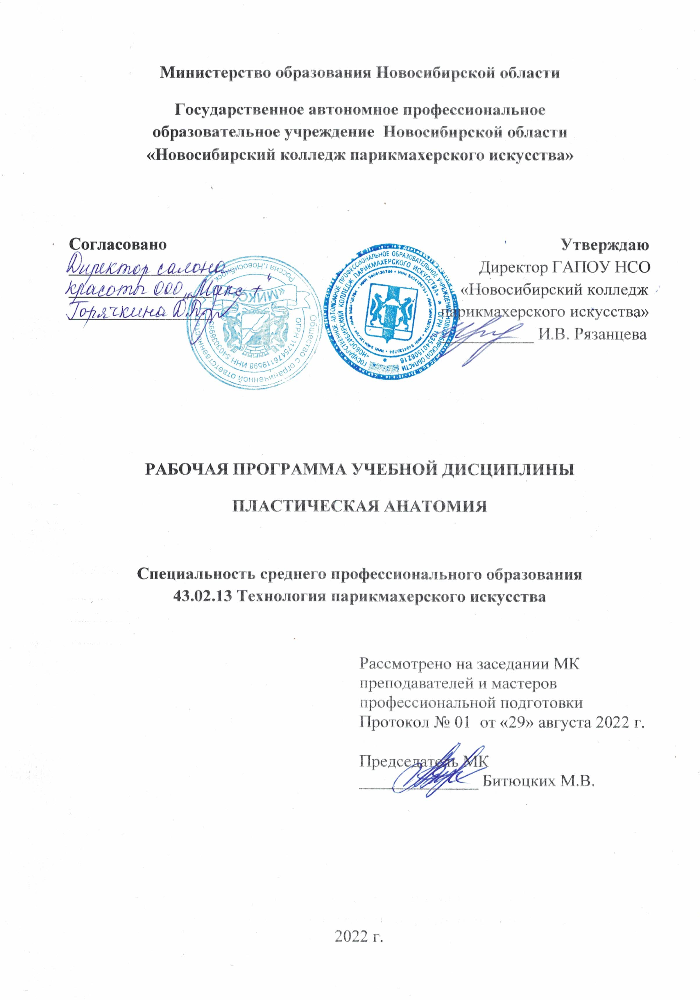 Министерство образования Новосибирской области
Государственное автономное профессиональное
образовательное учреждение  Новосибирской области
«Новосибирский колледж парикмахерского искусства»
Согласовано
Директор салона
красоты ООО „Микс +“
Горячкина Д.
Утверждаю
Директор ГАПОУ НСО
«Новосибирский колледж
парикмахерского искусства»
И.В. Рязанцева
Россия г.Новосибирск
Общество с ограниченной ответственностью
ОГРН 1175476119598 ИНН
«МИКС
ГОСУДАРСТВЕННОЕ АВТОНОМНОЕ ПРОФЕССИОНАЛЬНОЕ ОБРАЗОВАТЕЛЬНОЕ УЧРЕЖДЕНИЕ НОВОСИБИРСКОЙ ОБЛАСТИ
«НОВОСИБИРСКИЙ КОЛЛЕДЖ ПАРИКМАХЕРСКОГО ИСКУССТВА» * ОГРН 1035401506216 *
ИНН 5404126784 • ИНН 5404126784 • ИНН 5404126784
РАБОЧАЯ ПРОГРАММА УЧЕБНОЙ ДИСЦИПЛИНЫ
ПЛАСТИЧЕСКАЯ АНАТОМИЯ
Специальность среднего профессионального образования
43.02.13 Технология парикмахерского искусства
Рассмотрено на заседании МК
преподавателей и мастеров
профессиональной подготовки
Протокол № 01  от «29» августа 2022 г.
Председатель МК
Битюцких М.В.
2022 г.